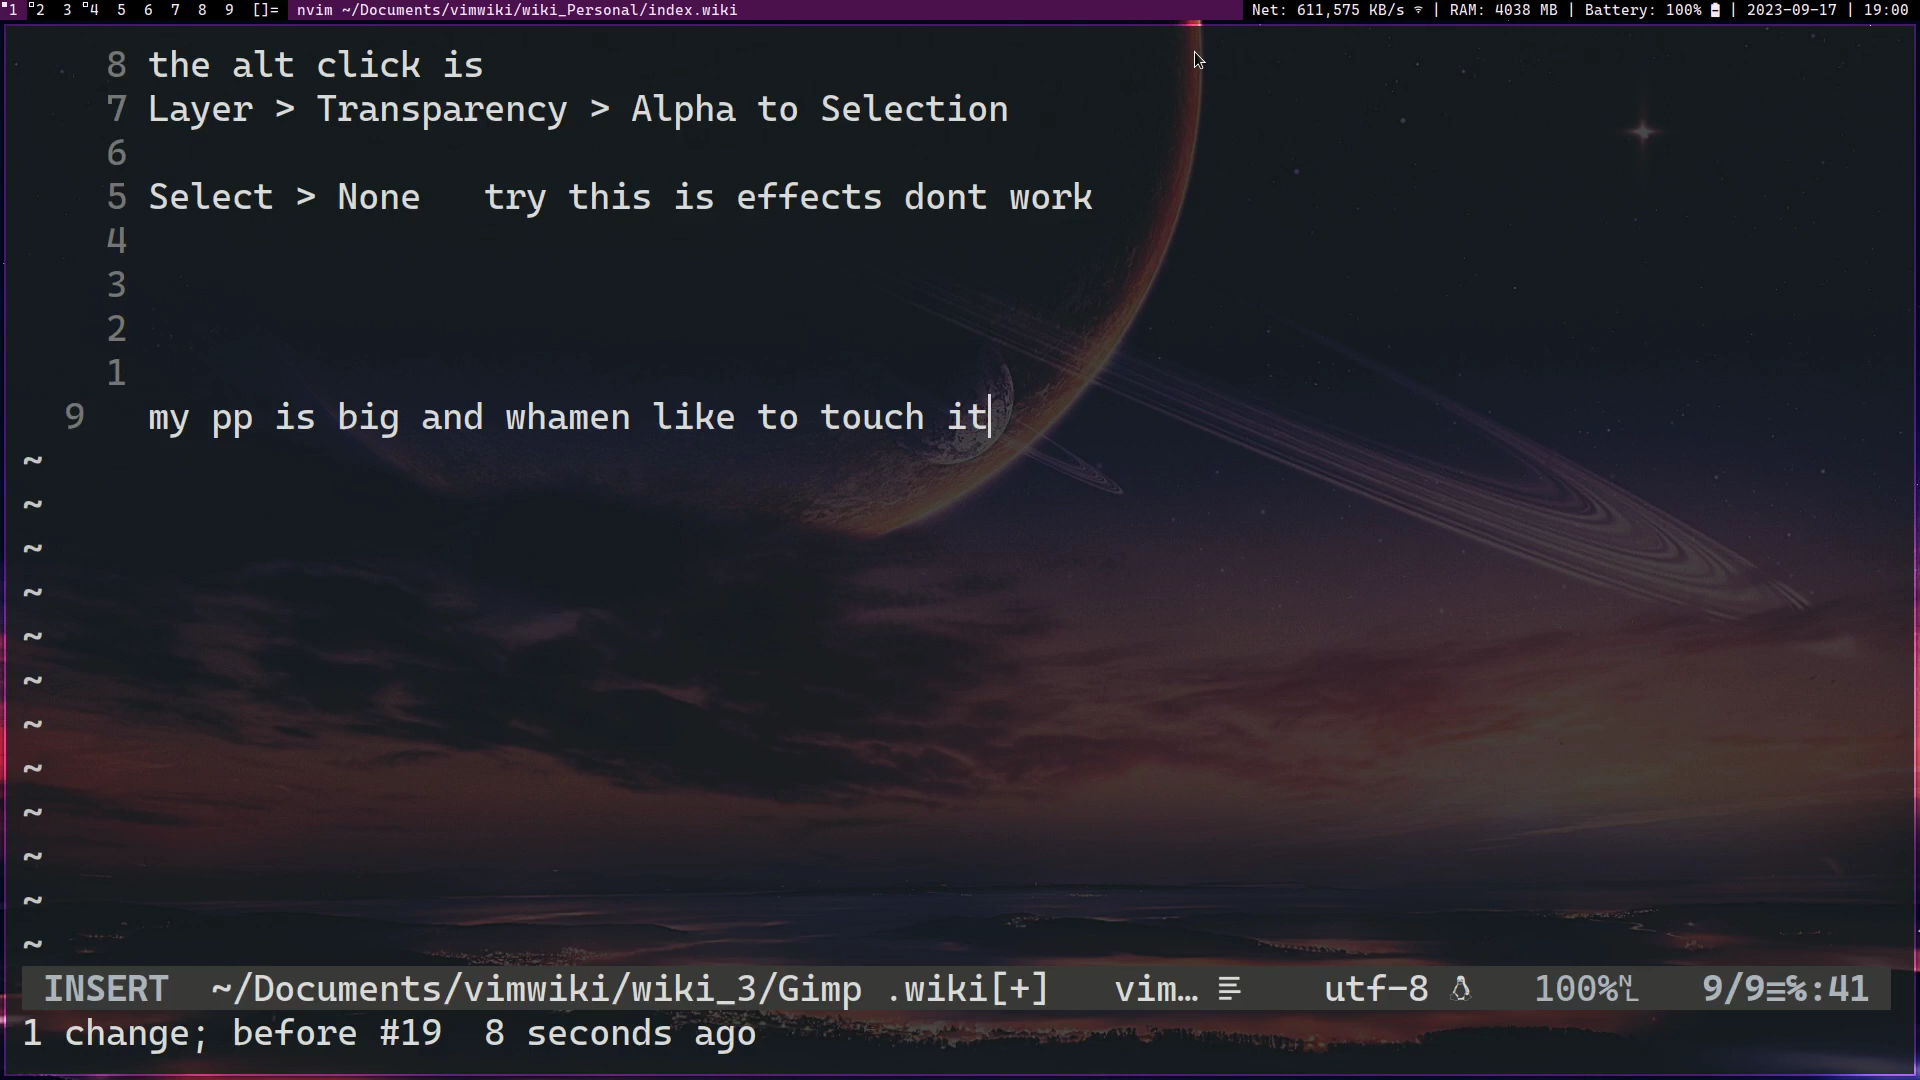 1 2 3 4 5 6 7 8 9 []= nvim ~/Documents/vimwiki/wiki_Personal/index.wiki Net: 611,575 KB/s | RAM: 4038 MB | Battery: 100% | 2023-09-17 | 19:00
8 the alt click is
7 Layer > Transparency > Alpha to Selection
6
5 Select > None   try this is effects dont work
4
3
2
1
9 my pp is big and whamen like to touch it
~
~
~
~
~
~
~
~
~
~
~
~
INSERT ~/Documents/vimwiki/wiki_3/Gimp .wiki[+] vim… utf-8 100%␤ 9/9≡℅:41
1 change; before #19  8 seconds ago